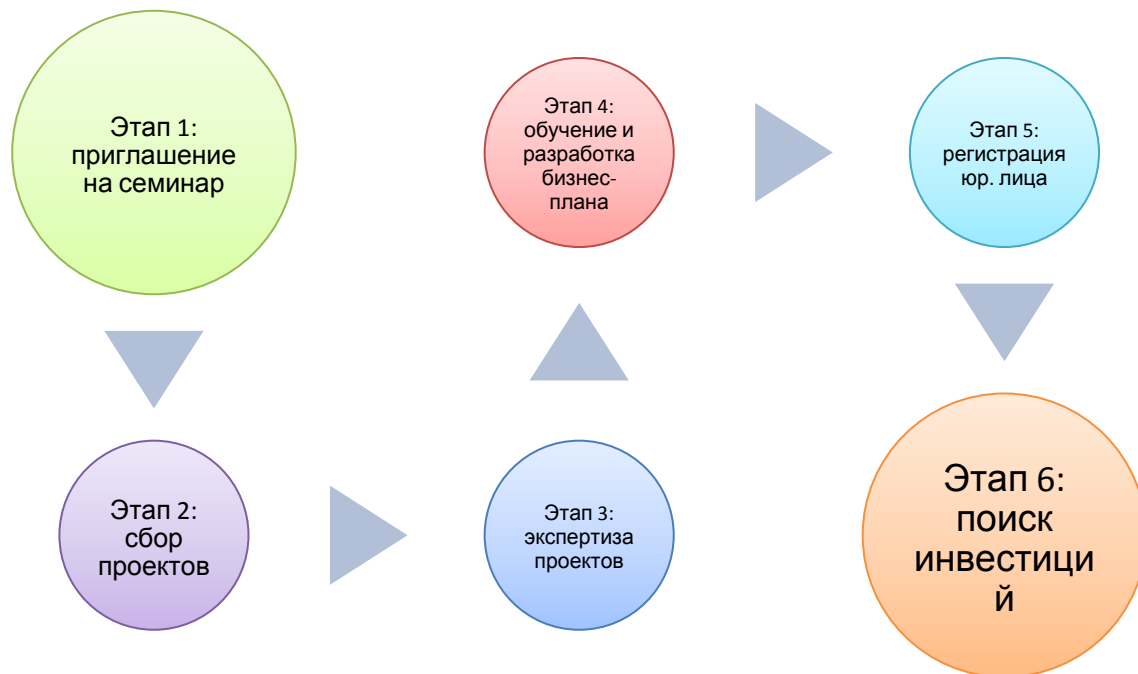 Этап 1:
приглашение
на семинар
Этап 2:
сбор
проектов
Этап 3:
экспертиза
проектов
Этап 4:
обучение и
разработка
бизнес-
плана
Этап 5:
регистрация
юр. лица
Этап 6:
поиск
инвестици
й